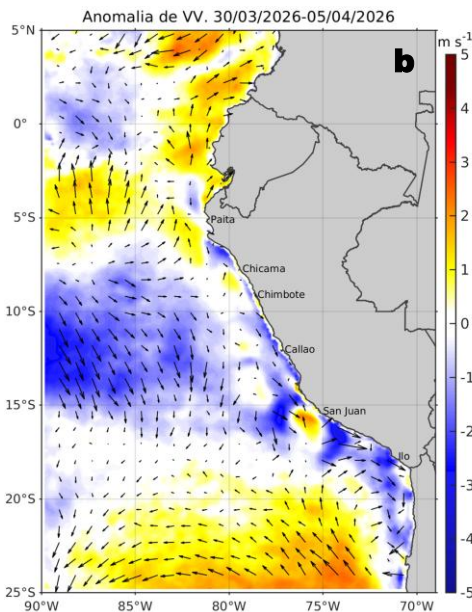 Anomalia de VV. 30/03/2026-05/04/2026
m s⁻¹
b
5°N
0°
5°S
10°S
15°S
20°S
25°S
90°W
85°W
80°W
75°W
70°W
Paita
Chicama
Chimbote
Callao
San Juan
Ilo
5
4
3
2
1
0
-1
-2
-3
-4
-5